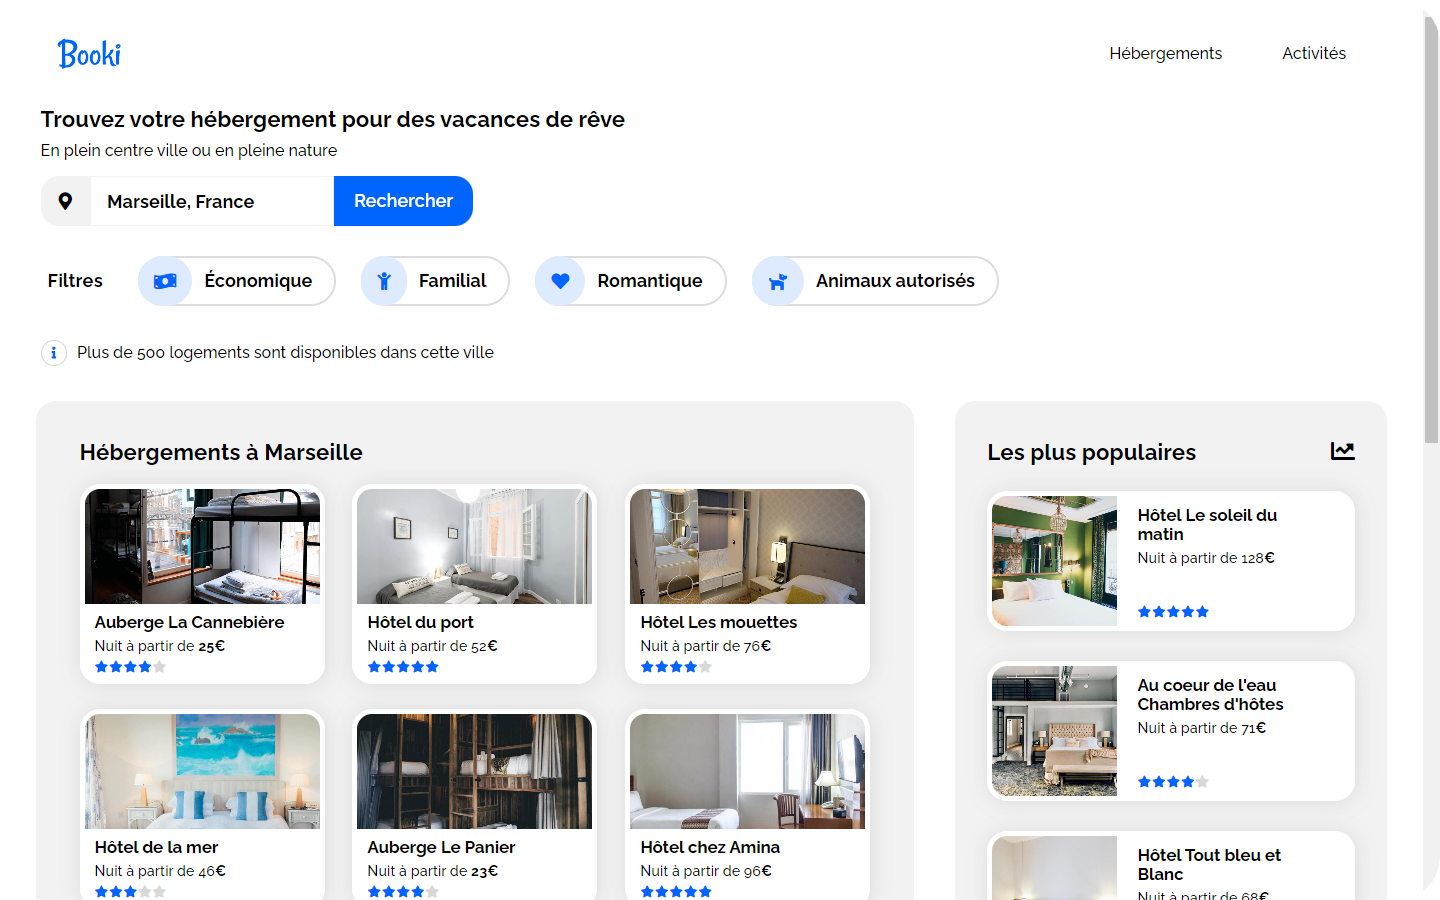 Booki
Hébergements
Activités
Trouvez votre hébergement pour des vacances de rêve
En plein centre ville ou en pleine nature
Marseille, France
Rechercher
Filtres
Économique
Familial
Romantique
Animaux autorisés
Plus de 500 logements sont disponibles dans cette ville
Hébergements à Marseille
Auberge La Cannebière
Nuit à partir de 25€
Hôtel du port
Nuit à partir de 52€
Hôtel Les mouettes
Nuit à partir de 76€
Hôtel de la mer
Nuit à partir de 46€
Auberge Le Panier
Nuit à partir de 23€
Hôtel chez Amina
Nuit à partir de 96€
Les plus populaires
Hôtel Le soleil du
matin
Nuit à partir de 128€
Au coeur de l'eau
Chambres d'hôtes
Nuit à partir de 71€
Hôtel Tout bleu et
Blanc
Nuit à partir de 68€